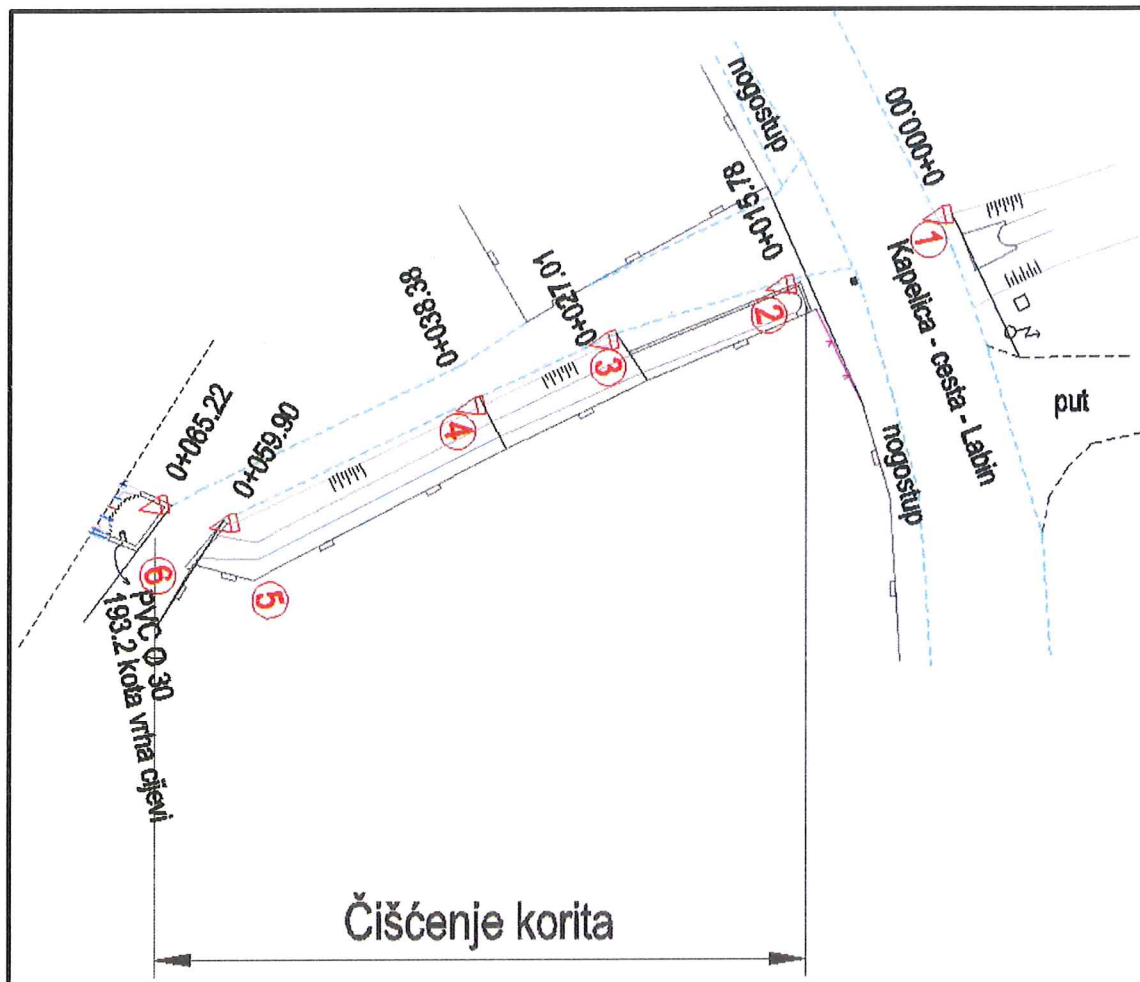 nogostup
0+000.00
1
Kapelica - cesta - Labin
put
0+015.78
2
nogostup
0+027.01
3
0+038.38
4
0+059.90
5
0+065.22
6
PVC Φ 30
193.2 kota vrha cijevi
Čišćenje korita